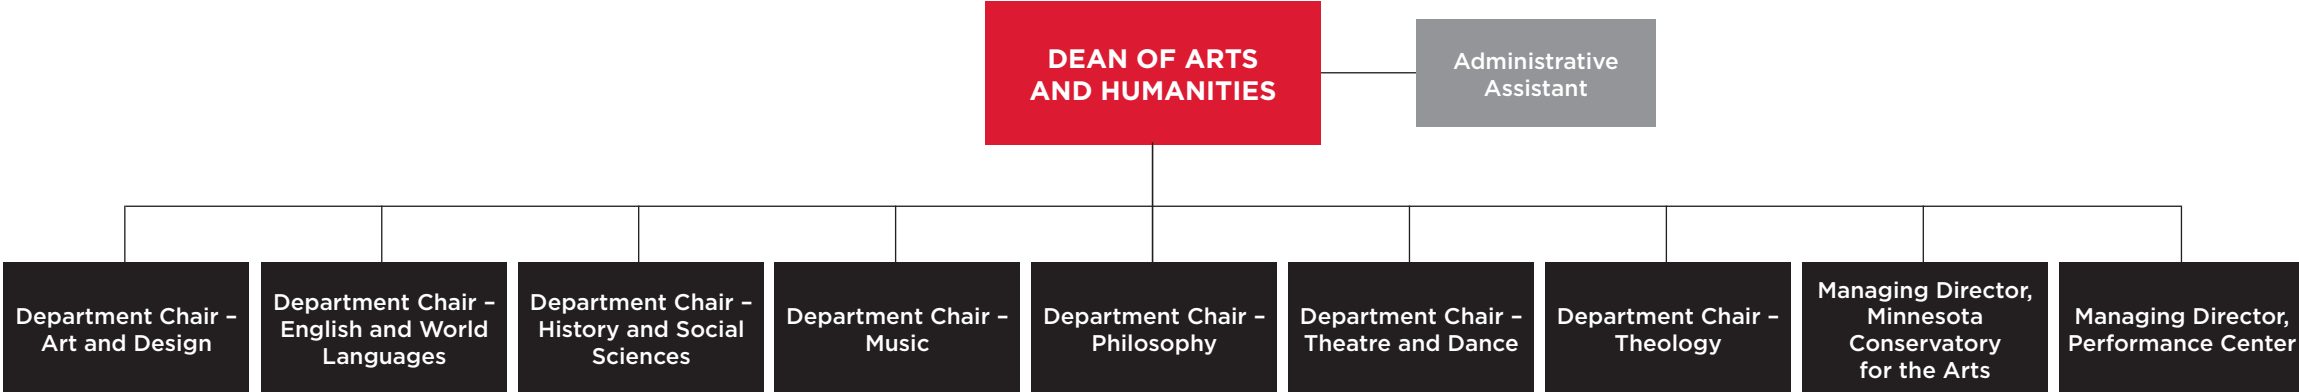 DEAN OF ARTS
AND HUMANITIES
Administrative
Assistant
Department Chair –
Art and Design
Department Chair –
English and World
Languages
Department Chair –
History and Social
Sciences
Department Chair –
Music
Department Chair –
Philosophy
Department Chair –
Theatre and Dance
Department Chair –
Theology
Managing Director,
Minnesota
Conservatory
for the Arts
Managing Director,
Performance Center